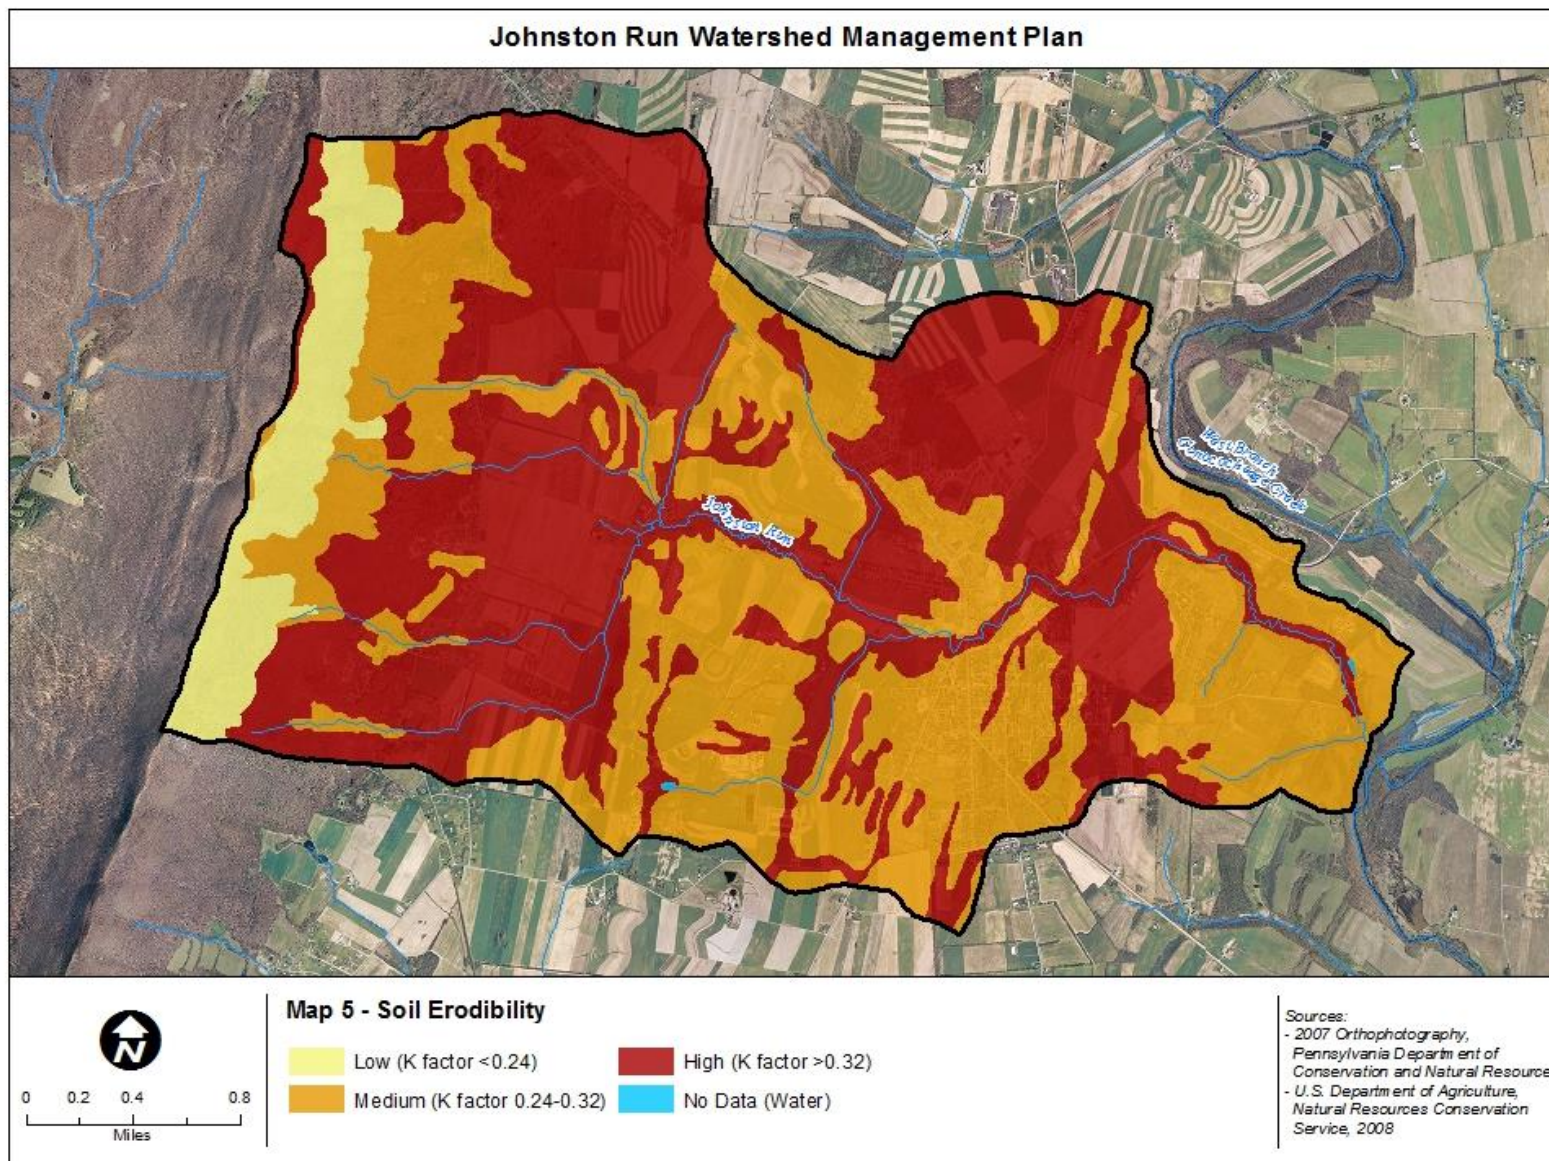 Johnston Run Watershed Management Plan
Johnston Run
West Branch
Creek
N
0 0.2 0.4 0.8
Miles
Map 5 - Soil Erodibility
Low (K factor <0.24)
Medium (K factor 0.24-0.32)
High (K factor >0.32)
No Data (Water)
Sources:
- 2007 Orthophotography,
Pennsylvania Department of
Conservation and Natural Resource
- U.S. Department of Agriculture,
Natural Resources Conservation
Service, 2008